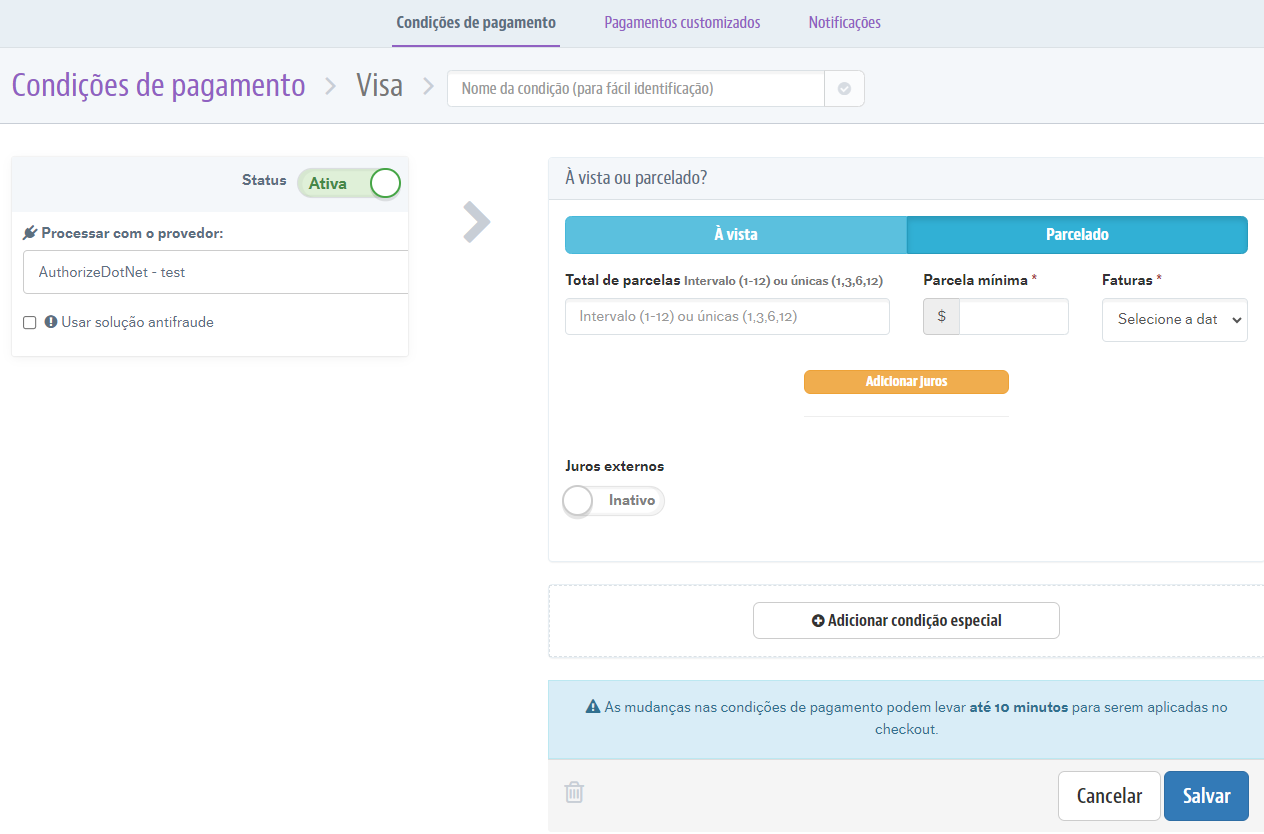 Condições de pagamento Pagamentos customizados Notificações
Condições de pagamento Visa Nome da condição (para fácil identificação)
Status Ativa
Processar com o provedor:
AuthorizeDotNet - test
Usar solução antifraude
À vista ou parcelado?
À vista Parcelado
Total de parcelas Intervalo (1-12) ou únicas (1,3,6,12) Parcela mínima * Faturas *
Intervalo (1-12) ou únicas (1,3,6,12) $ Selecione a dat
Adicionar juros
Juros externos
Inativo
Adicionar condição especial
As mudanças nas condições de pagamento podem levar até 10 minutos para serem aplicadas no
checkout.
Cancelar Salvar